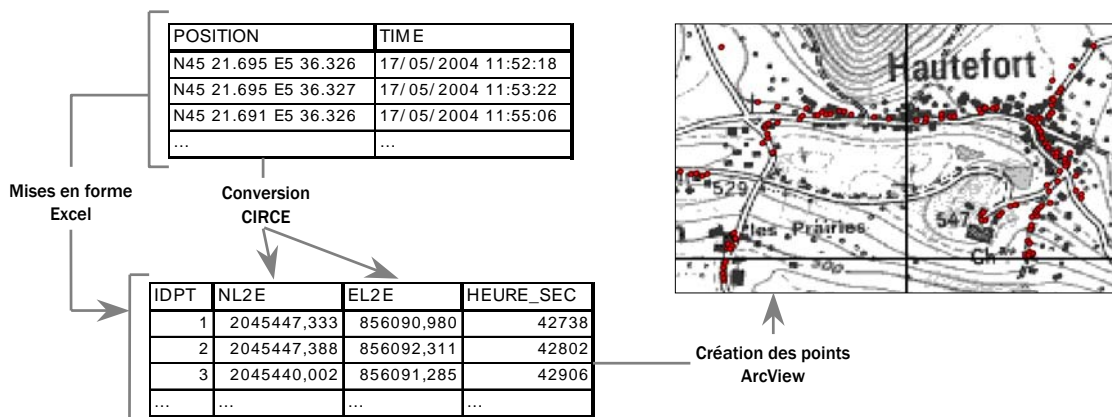 POSITION TIME
N45 21.695 E5 36.326 17/05/2004 11:52:18
N45 21.695 E5 36.327 17/05/2004 11:53:22
N45 21.691 E5 36.326 17/05/2004 11:55:06
... ...
Mises en forme
Excel
Conversion
CIRCE
IDPT NL2E EL2E HEURE_SEC
1 2045447,333 856090,980 42738
2 2045447,388 856092,311 42802
3 2045440,002 856091,285 42906
... ... ... ...
Hautefort
529
547
les Prairies
Ch
900
Création des points
ArcView